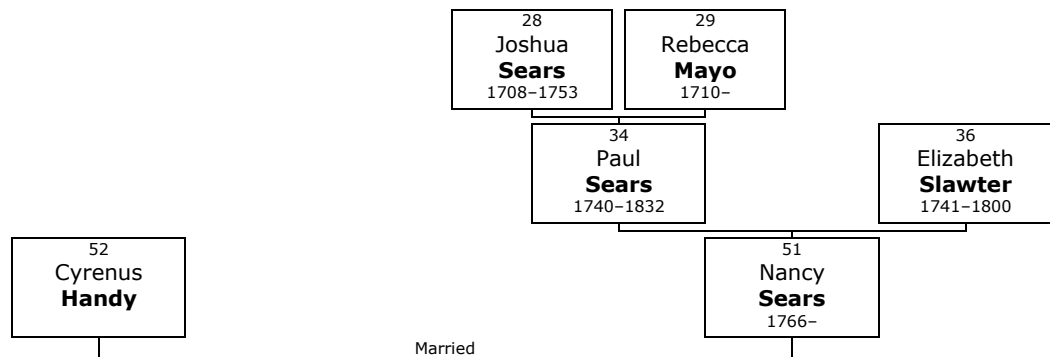 28
Joshua
Sears
1708–1753
29
Rebecca
Mayo
1710–
34
Paul
Sears
1740–1832
36
Elizabeth
Slawter
1741–1800
52
Cyrenus
Handy
51
Nancy
Sears
1766–
Married